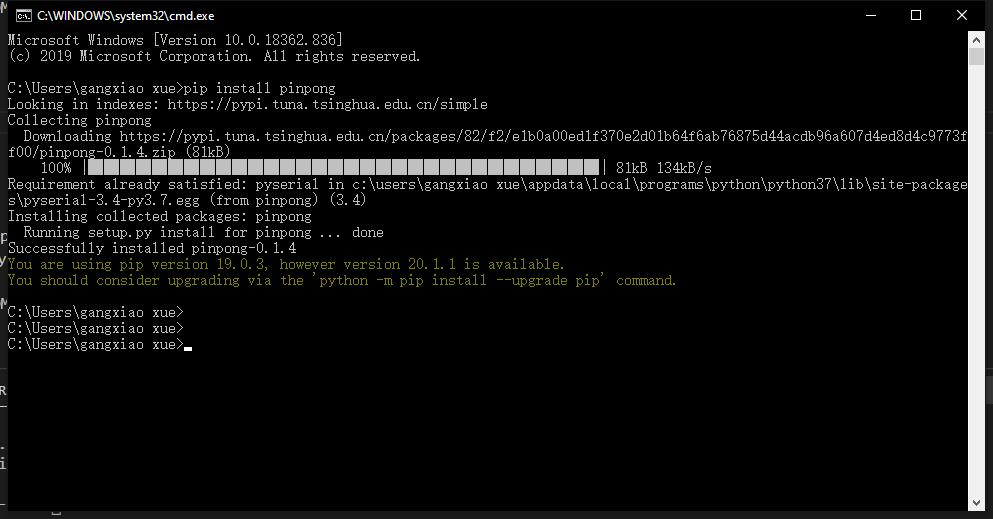 C:\WINDOWS\system32\cmd.exe
Microsoft Windows [Version 10.0.18362.836]
(c) 2019 Microsoft Corporation. All rights reserved.
C:\Users\gangxiao xue>pip install pinpong
Looking in indexes: https://pypi.tuna.tsinghua.edu.cn/simple
Collecting pinpong
Downloading https://pypi.tuna.tsinghua.edu.cn/packages/82/f2/e1b0a00ed1f370e2d01b64f6ab76875d44acdb96a607d4ed8d4c9773f
f00/pinpong-0.1.4.zip (81kB)
100% |████████████████████████████████| 81kB 134kB/s
Requirement already satisfied: pyserial in c:\users\gangxiao xue\appdata\local\programs\python\python37\lib\site-package
s\pyserial-3.4-py3.7.egg (from pinpong) (3.4)
Installing collected packages: pinpong
Running setup.py install for pinpong ... done
Successfully installed pinpong-0.1.4
You are using pip version 19.0.3, however version 20.1.1 is available.
You should consider upgrading via the 'python -m pip install --upgrade pip' command.
C:\Users\gangxiao xue>
C:\Users\gangxiao xue>
C:\Users\gangxiao xue>